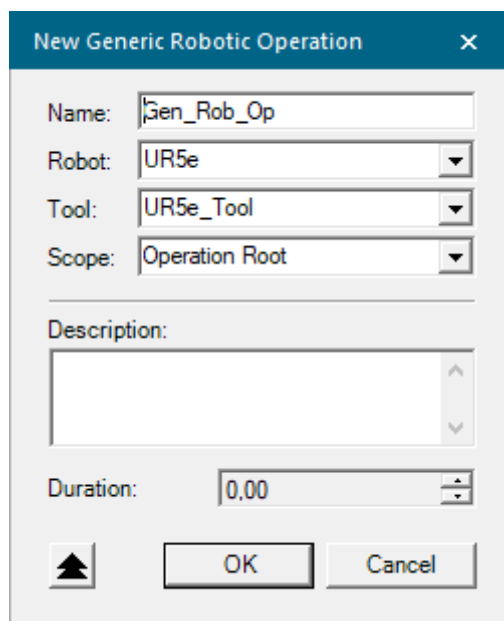 New Generic Robotic Operation
Name: Gen_Rob_Op
Robot: UR5e
Tool: UR5e_Tool
Scope: Operation Root
Description:
Duration: 0,00
OK Cancel